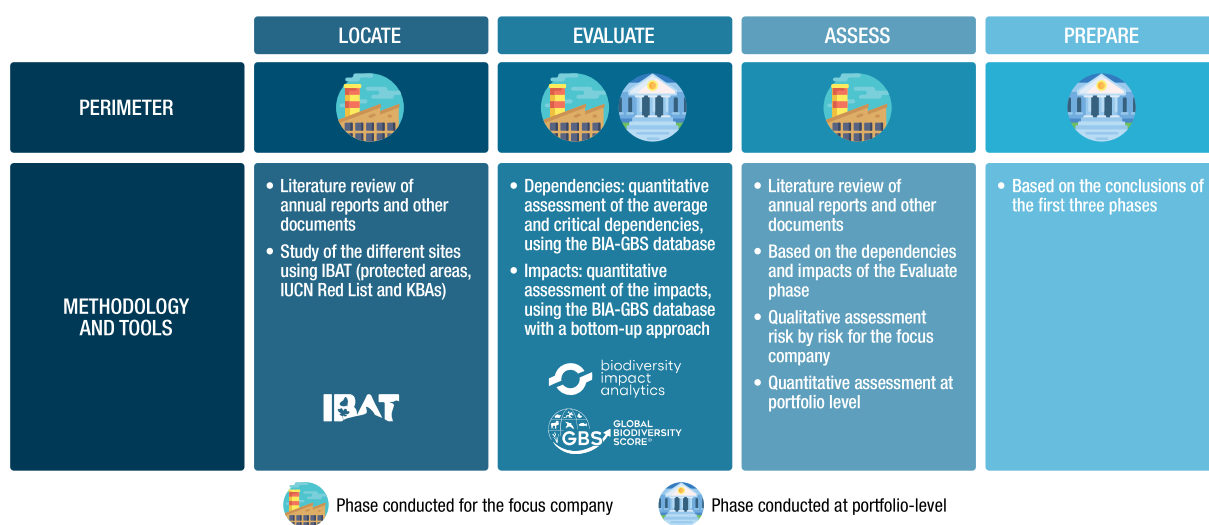 LOCATE
EVALUATE
ASSESS
PREPARE
PERIMETER
METHODOLOGY
AND TOOLS
• Literature review of
annual reports and other
documents
• Study of the different sites
using IBAT (protected areas,
IUCN Red List and KBAs)
IBAT
• Dependencies: quantitative
assessment of the average
and critical dependencies,
using the BIA-GBS database
• Impacts: quantitative
assessment of the impacts,
using the BIA-GBS database
with a bottom-up approach
biodiversity
impact
analytics
GBS
GLOBAL
BIODIVERSITY
SCORE®
• Literature review of
annual reports and other
documents
• Based on the dependencies
and impacts of the Evaluate
phase
• Qualitative assessment
risk by risk for the focus
company
• Quantitative assessment at
portfolio level
• Based on the conclusions of
the first three phases
Phase conducted for the focus company
Phase conducted at portfolio-level